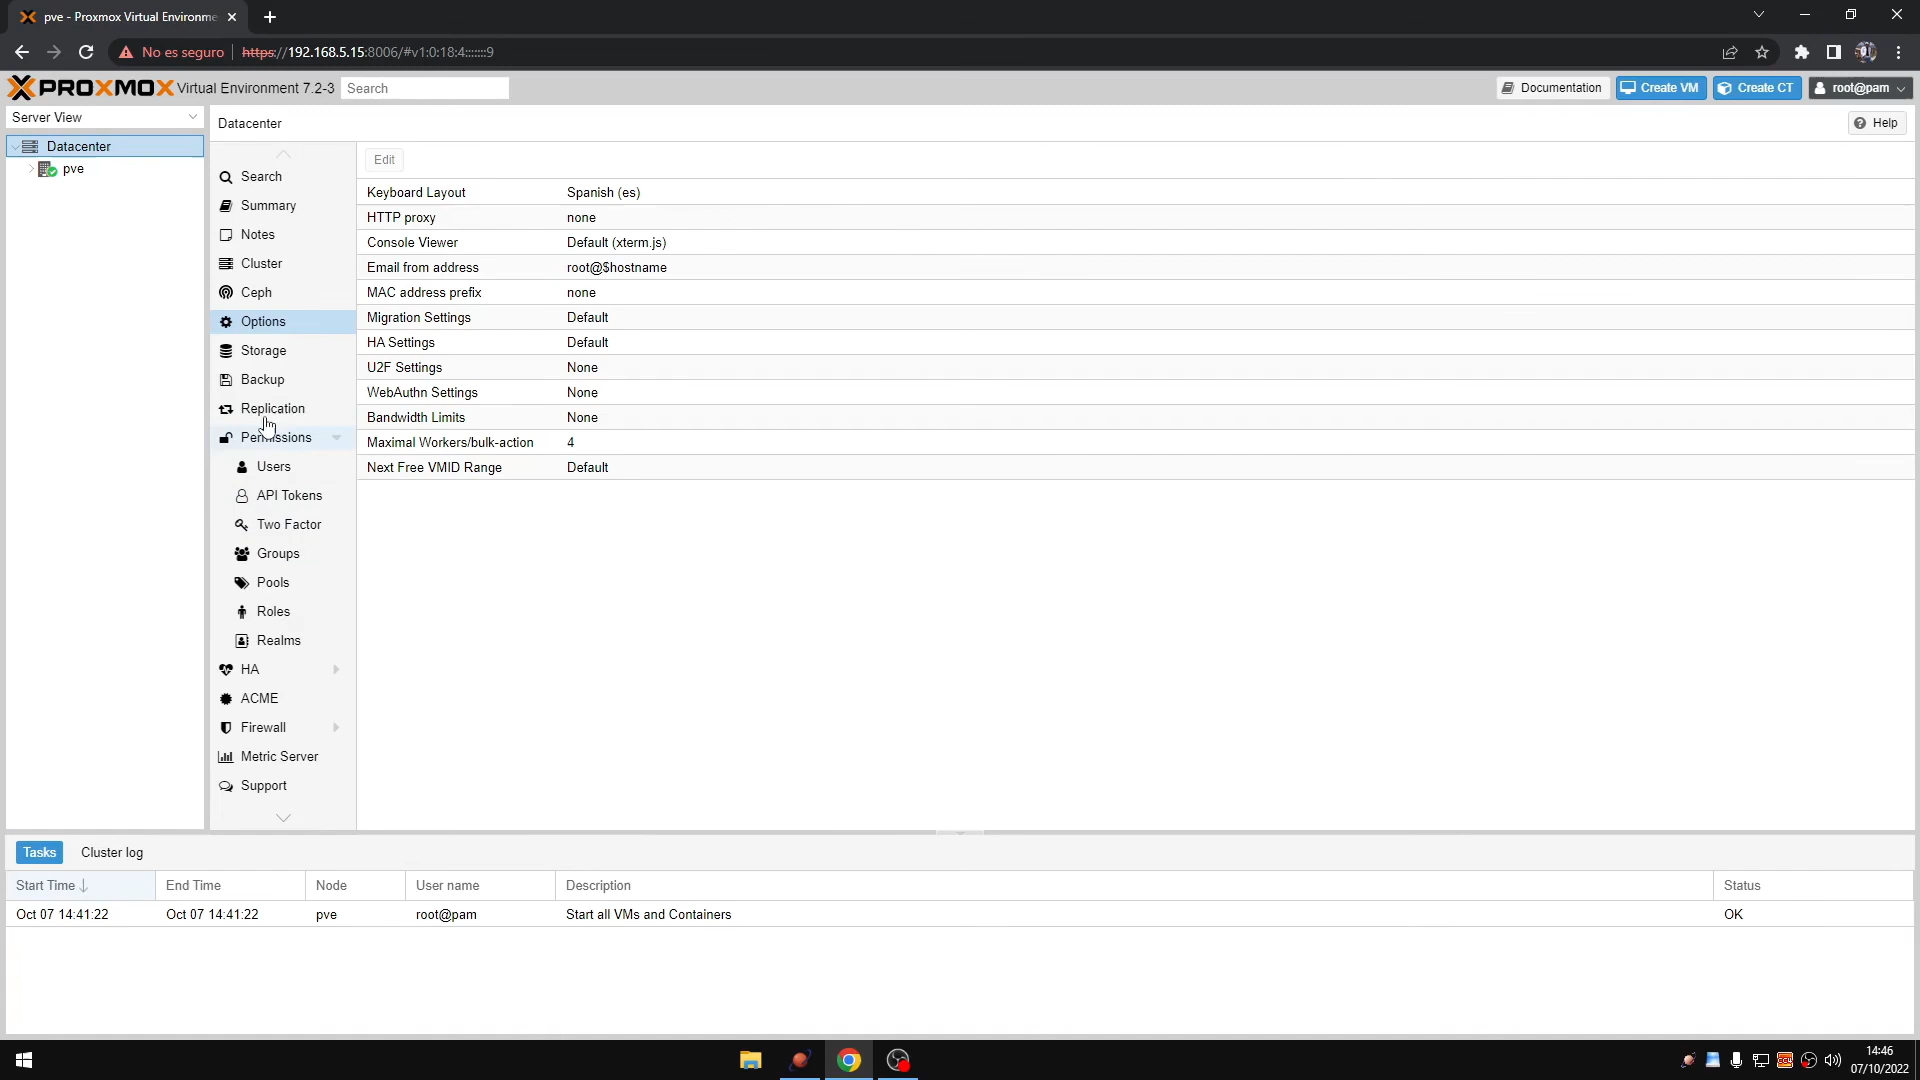 pve - Proxmox Virtual Environme
No es seguro https://192.168.5.15:8006/#v1:0:18:4:::::::9
PROXMOX Virtual Environment 7.2-3 Search Documentation Create VM Create CT root@pam
Server View
Datacenter
pve
Datacenter Help
Search
Summary
Notes
Cluster
Ceph
Options
Storage
Backup
Replication
Permissions
Users
API Tokens
Two Factor
Groups
Pools
Roles
Realms
HA
ACME
Firewall
Metric Server
Support
Edit
Keyboard Layout Spanish (es)
HTTP proxy none
Console Viewer Default (xterm.js)
Email from address root@$hostname
MAC address prefix none
Migration Settings Default
HA Settings Default
U2F Settings None
WebAuthn Settings None
Bandwidth Limits None
Maximal Workers/bulk-action 4
Next Free VMID Range Default
Tasks Cluster log
Start Time End Time Node User name Description Status
Oct 07 14:41:22 Oct 07 14:41:22 pve root@pam Start all VMs and Containers OK
14:46
07/10/2022